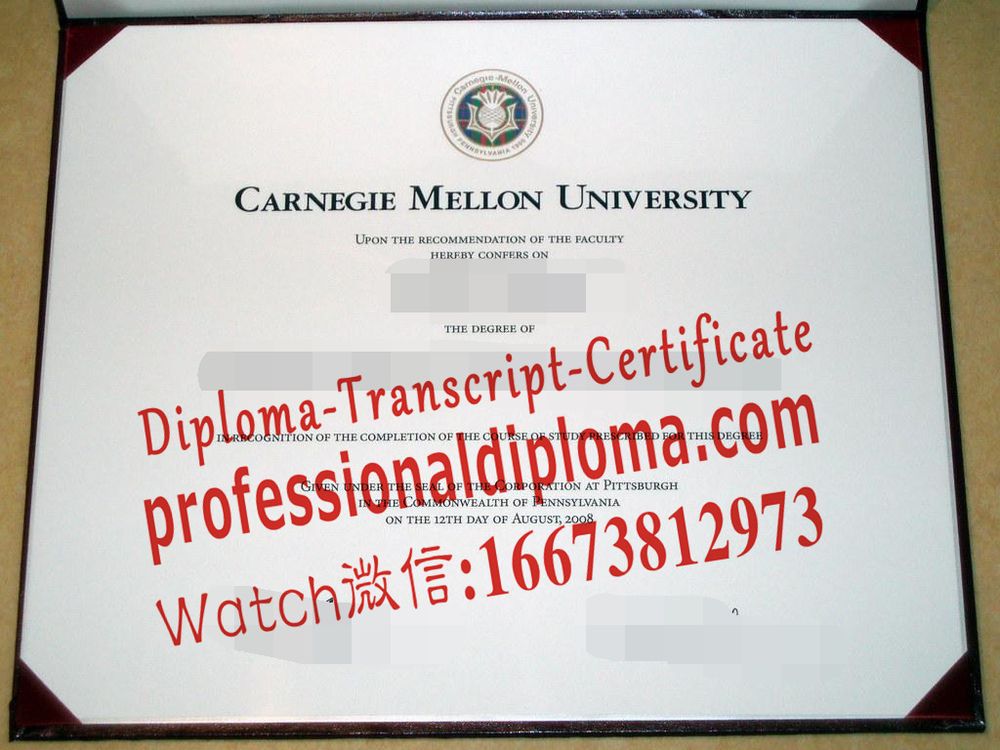 Carnegie-Mellon University
PENNSYLVANIA 1900
CARNEGIE MELLON UNIVERSITY
UPON THE RECOMMENDATION OF THE FACULTY
HEREBY CONFERS ON
THE DEGREE OF
Diploma-Transcript-Certificate
IN RECOGNITION OF THE COMPLETION OF THE COURSE OF STUDY PRESCRIBED FOR THIS DEGREE
professionaldiploma.com
GIVEN UNDER THE SEAL OF THE CORPORATION AT PITTSBURGH
IN THE COMMONWEALTH OF PENNSYLVANIA
ON THE 12TH DAY OF AUGUST, 2008.
Watch微信:16673812973